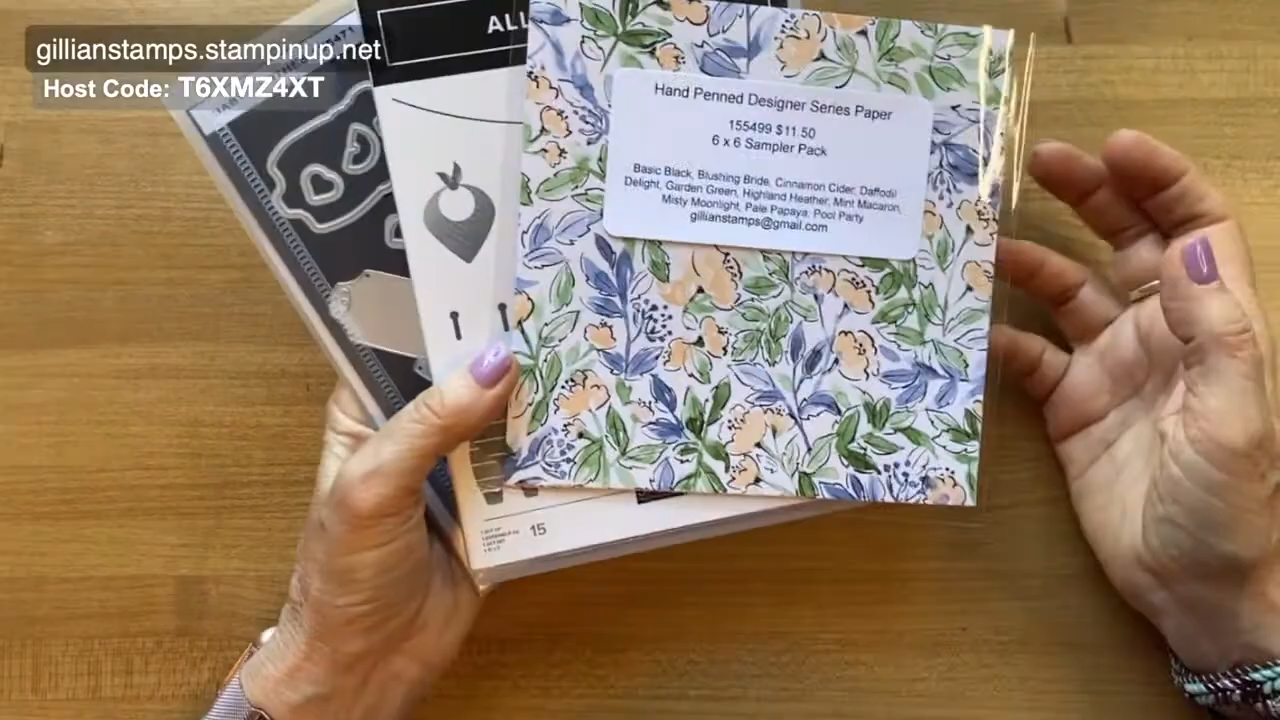 gillianstamps.stampinup.net
Host Code: T6XMZ4XT
ALL
Hand Penned Designer Series Paper
155499 $11.50
6 x 6 Sampler Pack
Basic Black, Blushing Bride, Cinnamon Cider, Daffodil
Delight, Garden Green, Highland Heather, Mint Macaron,
Misty Moonlight, Pale Papaya, Pool Party
gillianstamps@gmail.com
15